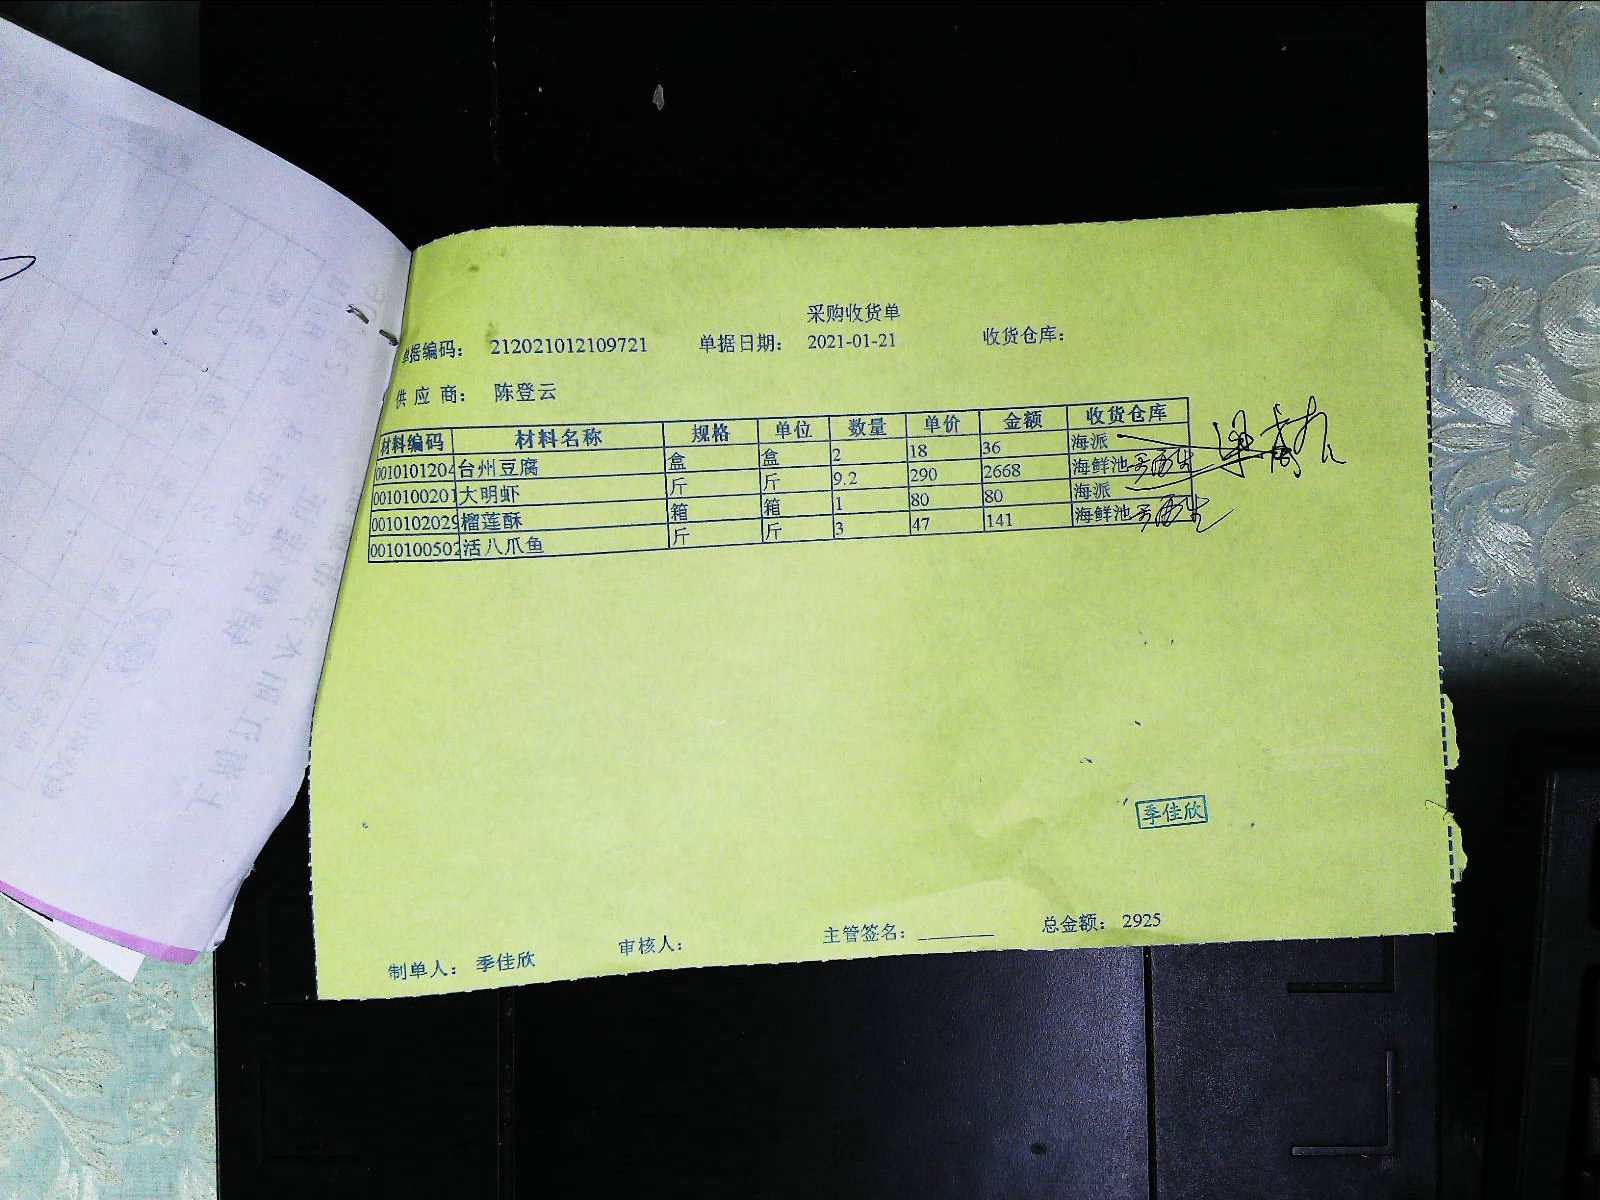 采购收货单
单据编码： 212021012109721 单据日期： 2021-01-21 收货仓库：
供 应 商： 陈登云
材料编码 材料名称 规格 单位 数量 单价 金额 收货仓库
0010101204 台州豆腐 盒 盒 2 18 36 海派
0010100201 大明虾 斤 斤 9.2 290 2668 海鲜池
0010102029 榴莲酥 箱 箱 1 80 80 海派
0010100502 活八爪鱼 斤 斤 3 47 141 海鲜池
季佳欣
制单人： 季佳欣 审核人： 主管签名：________ 总金额： 2925